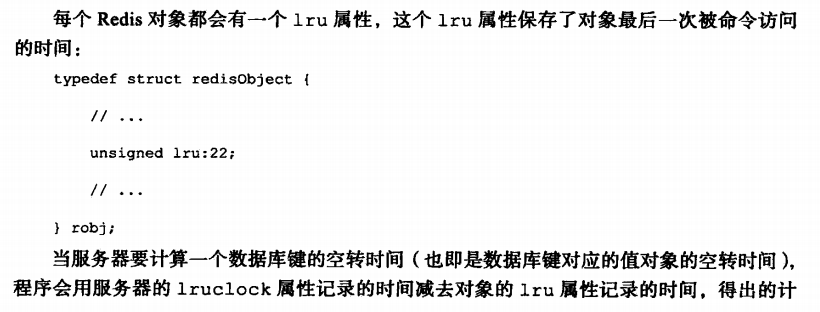 每个 Redis 对象都会有一个 lru 属性，这个 lru 属性保存了对象最后一次被命令访问
的时间：
typedef struct redisObject {
// ...
unsigned lru:22;
// ...
} robj;
当服务器要计算一个数据库键的空转时间（也即是数据库键对应的值对象的空转时间），
程序会用服务器的 lruclock 属性记录的时间减去对象的 lru 属性记录的时间，得出的计